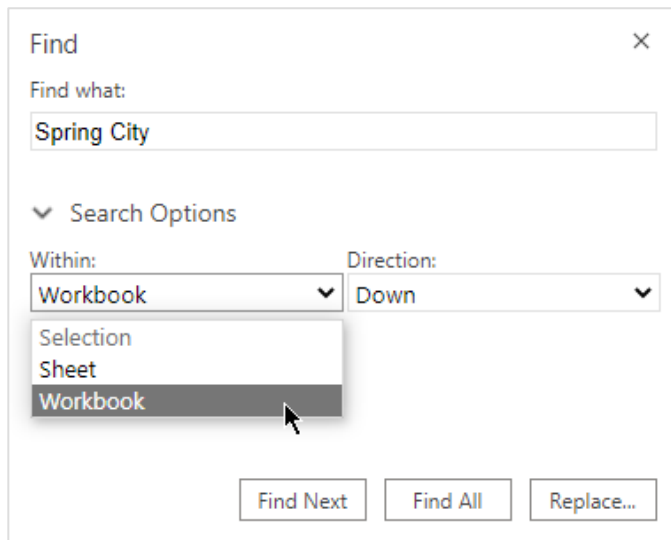 Find
Find what:
Spring City
Search Options
Within: Direction:
Workbook Down
Selection
Sheet
Workbook
Find Next Find All Replace...